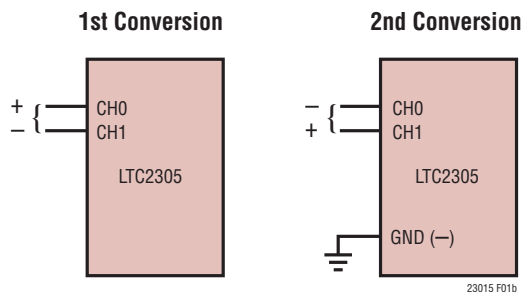 1st Conversion
2nd Conversion
+ {
– {
CH0
CH1
LTC2305
– {
+ {
CH0
CH1
LTC2305
GND (–)
23015 F01b